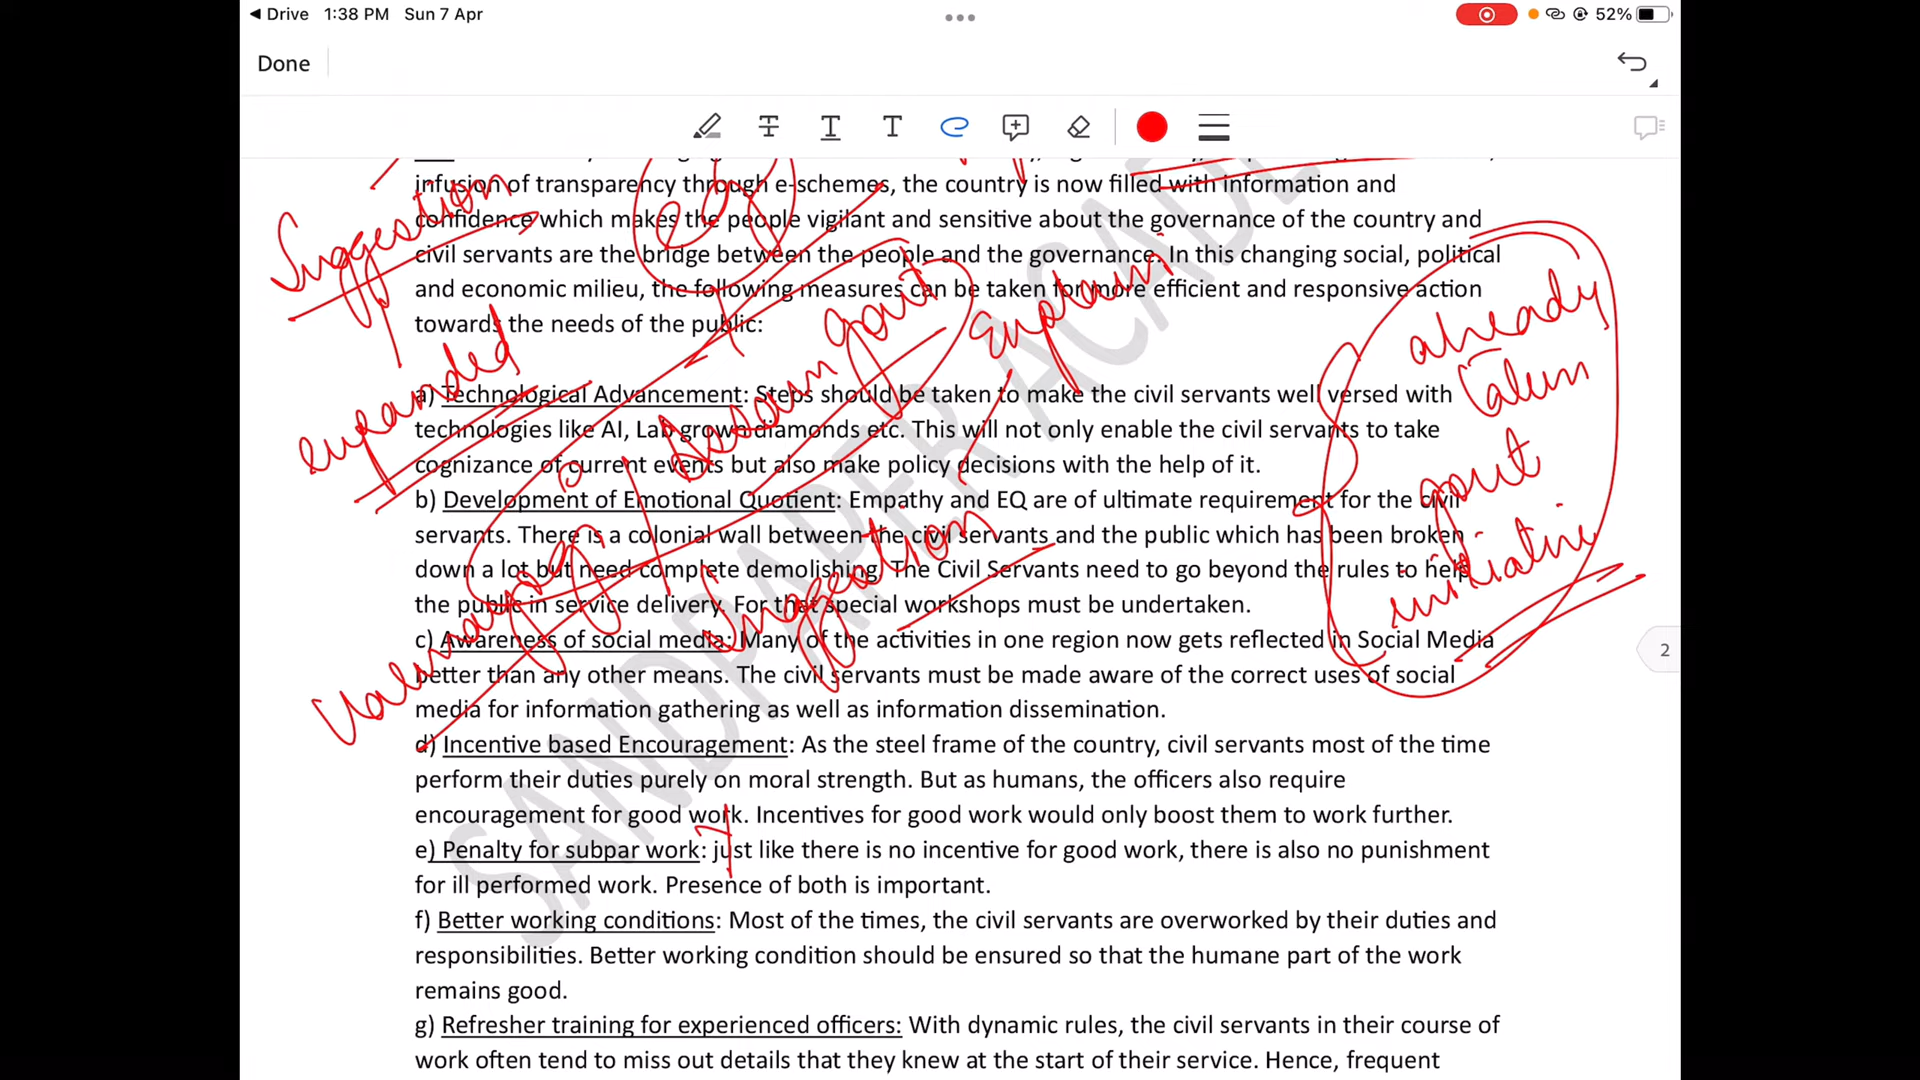 Drive 1:38 PM Sun 7 Apr
52%
Done
infusion of transparency through e-schemes, the country is now filled with information and
confidence which makes the people vigilant and sensitive about the governance of the country and
civil servants are the bridge between the people and the governance. In this changing social, political
and economic milieu, the following measures can be taken for more efficient and responsive action
towards the needs of the public:
a) Technological Advancement: Steps should be taken to make the civil servants well versed with
technologies like AI, Lab grown diamonds etc. This will not only enable the civil servants to take
cognizance of current events but also make policy decisions with the help of it.
b) Development of Emotional Quotient: Empathy and EQ are of ultimate requirement for the civil
servants. There is a colonial wall between the civil servants and the public which has been broken
down a lot but need complete demolishing. The Civil Servants need to go beyond the rules to help
the public in service delivery. For that special workshops must be undertaken.
c) Awareness of social media: Many of the activities in one region now gets reflected in Social Media
better than any other means. The civil servants must be made aware of the correct uses of social
media for information gathering as well as information dissemination.
d) Incentive based Encouragement: As the steel frame of the country, civil servants most of the time
perform their duties purely on moral strength. But as humans, the officers also require
encouragement for good work. Incentives for good work would only boost them to work further.
e) Penalty for subpar work: just like there is no incentive for good work, there is also no punishment
for ill performed work. Presence of both is important.
f) Better working conditions: Most of the times, the civil servants are overworked by their duties and
responsibilities. Better working condition should be ensured so that the humane part of the work
remains good.
g) Refresher training for experienced officers: With dynamic rules, the civil servants in their course of
work often tend to miss out details that they knew at the start of their service. Hence, frequent
2
Suggestion
eg
expanded
Assam govt
explain
Suggestion
already
taken
govt
initiative
SANDPAPER ACADE